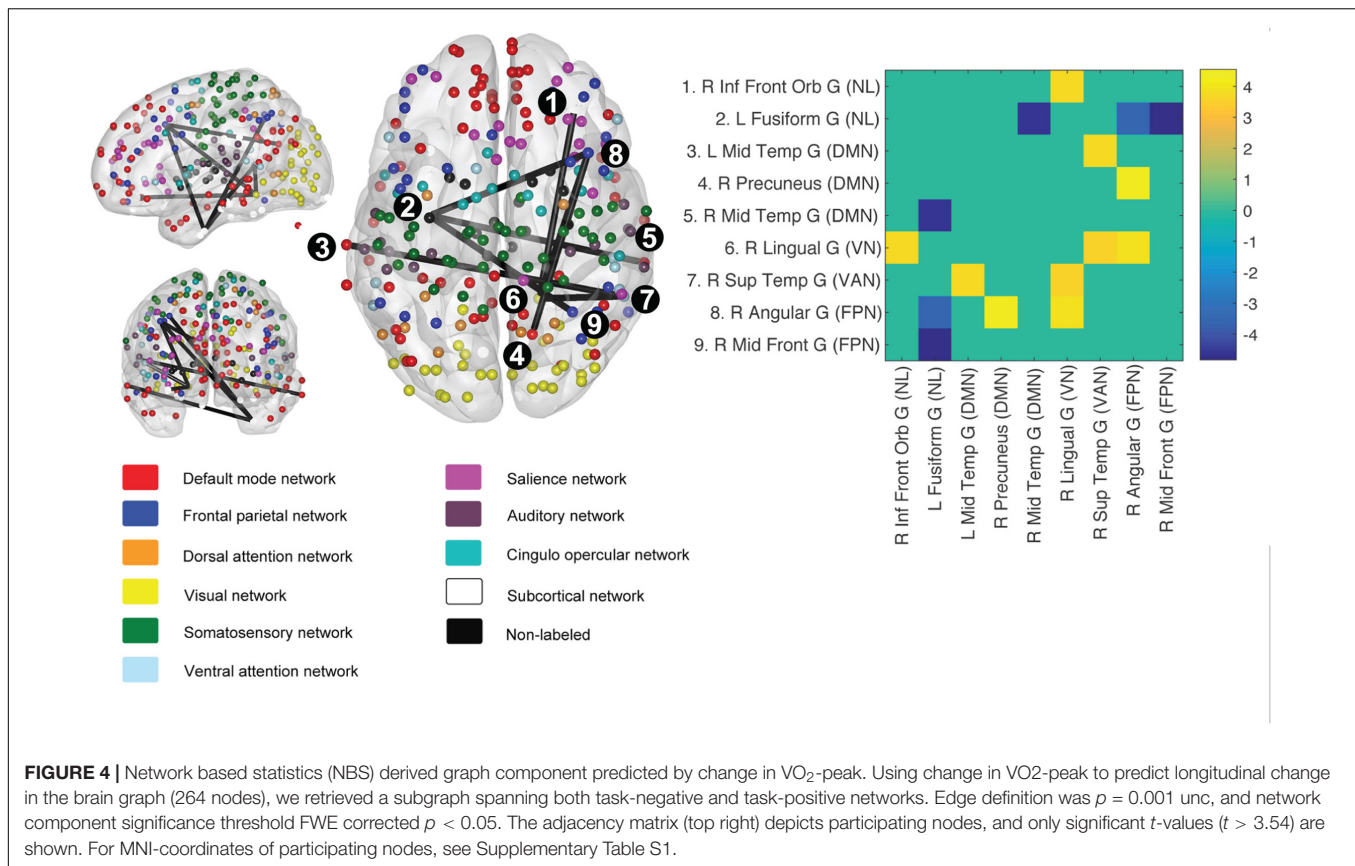 1
8
2
3
5
6
7
9
4
Default mode network
Frontal parietal network
Dorsal attention network
Visual network
Somatosensory network
Ventral attention network
Salience network
Auditory network
Cingulo opercular network
Subcortical network
Non-labeled
1. R Inf Front Orb G (NL)
2. L Fusiform G (NL)
3. L Mid Temp G (DMN)
4. R Precuneus (DMN)
5. R Mid Temp G (DMN)
6. R Lingual G (VN)
7. R Sup Temp G (VAN)
8. R Angular G (FPN)
9. R Mid Front G (FPN)
R Inf Front Orb G (NL)
L Fusiform G (NL)
L Mid Temp G (DMN)
R Precuneus (DMN)
R Mid Temp G (DMN)
R Lingual G (VN)
R Sup Temp G (VAN)
R Angular G (FPN)
R Mid Front G (FPN)
4
3
2
1
0
-1
-2
-3
-4
FIGURE 4 | Network based statistics (NBS) derived graph component predicted by change in VO₂-peak. Using change in VO2-peak to predict longitudinal change
in the brain graph (264 nodes), we retrieved a subgraph spanning both task-negative and task-positive networks. Edge definition was p = 0.001 unc, and network
component significance threshold FWE corrected p < 0.05. The adjacency matrix (top right) depicts participating nodes, and only significant t-values (t > 3.54) are
shown. For MNI-coordinates of participating nodes, see Supplementary Table S1.